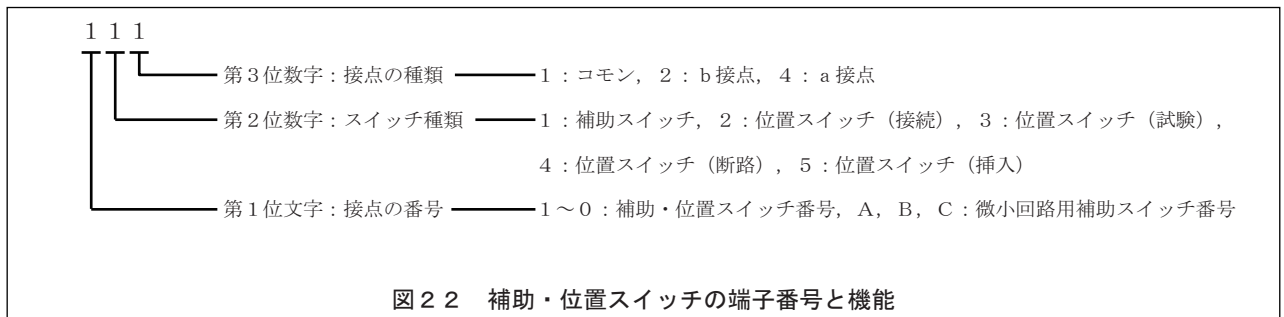 １ １ １
第３位数字：接点の種類 １：コモン，２：ｂ接点，４：ａ接点
第２位数字：スイッチ種類 １：補助スイッチ，２：位置スイッチ（接続），３：位置スイッチ（試験），
４：位置スイッチ（断路），５：位置スイッチ（挿入）
第１位文字：接点の番号 １～０：補助・位置スイッチ番号，Ａ，Ｂ，Ｃ：微小回路用補助スイッチ番号
図２２　補助・位置スイッチの端子番号と機能